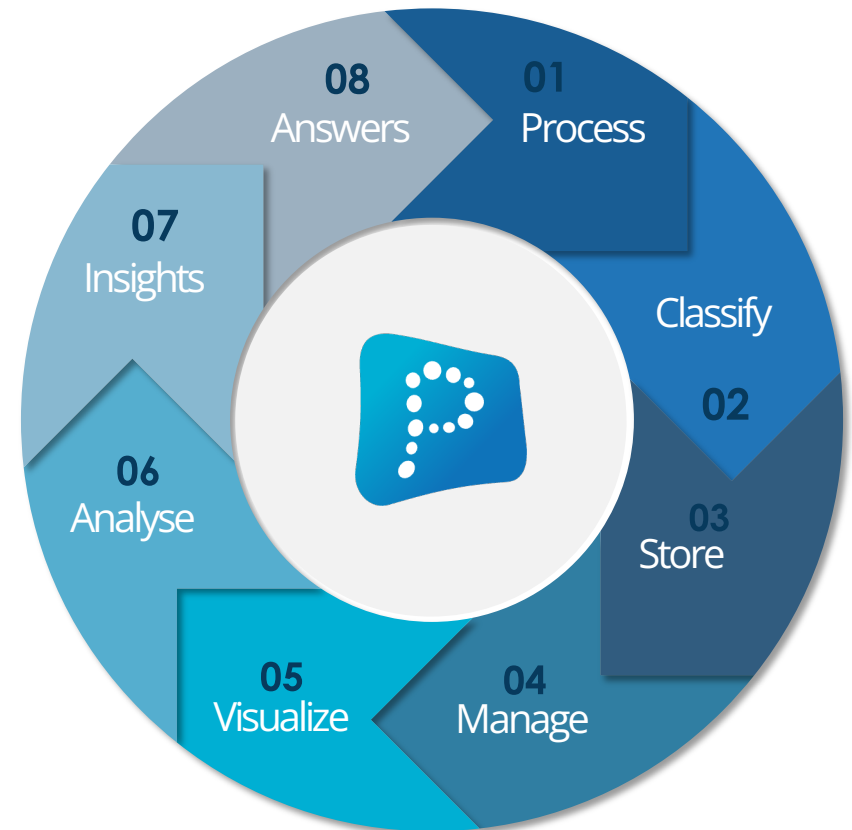 01
Process
Classify
02
03
Store
04
Manage
05
Visualize
06
Analyse
07
Insights
08
Answers
P